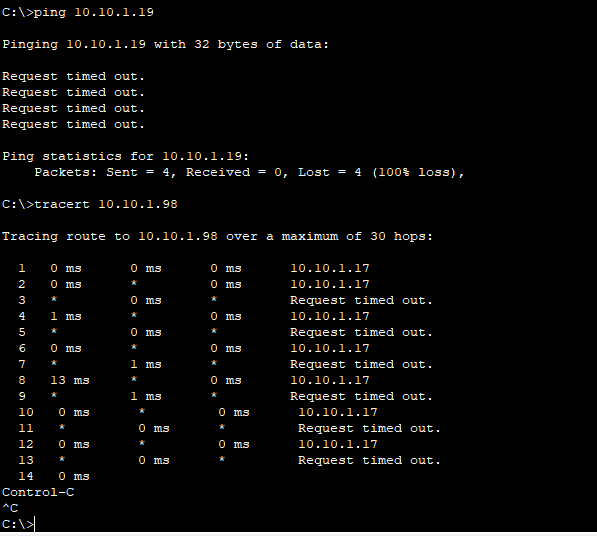 C:\>ping 10.10.1.19
Pinging 10.10.1.19 with 32 bytes of data:
Request timed out.
Request timed out.
Request timed out.
Request timed out.
Ping statistics for 10.10.1.19:
    Packets: Sent = 4, Received = 0, Lost = 4 (100% loss),
C:\>tracert 10.10.1.98
Tracing route to 10.10.1.98 over a maximum of 30 hops:
  1   0 ms      0 ms      0 ms      10.10.1.17
  2   0 ms      *         0 ms      10.10.1.17
  3   *         0 ms      *         Request timed out.
  4   1 ms      *         0 ms      10.10.1.17
  5   *         0 ms      *         Request timed out.
  6   0 ms      *         0 ms      10.10.1.17
  7   *         1 ms      *         Request timed out.
  8   13 ms     *         0 ms      10.10.1.17
  9   *         1 ms      *         Request timed out.
  10   0 ms      *         0 ms      10.10.1.17
  11   *         0 ms      *         Request timed out.
  12   0 ms      *         0 ms      10.10.1.17
  13   *         0 ms      *         Request timed out.
  14   0 ms
Control-C
^C
C:\>